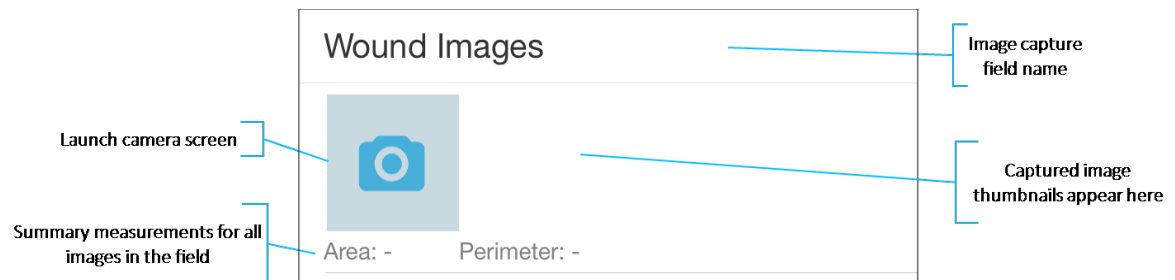 Wound Images
Image capture
field name
Launch camera screen
Captured image
thumbnails appear here
Summary measurements for all
images in the field
Area: -
Perimeter: -